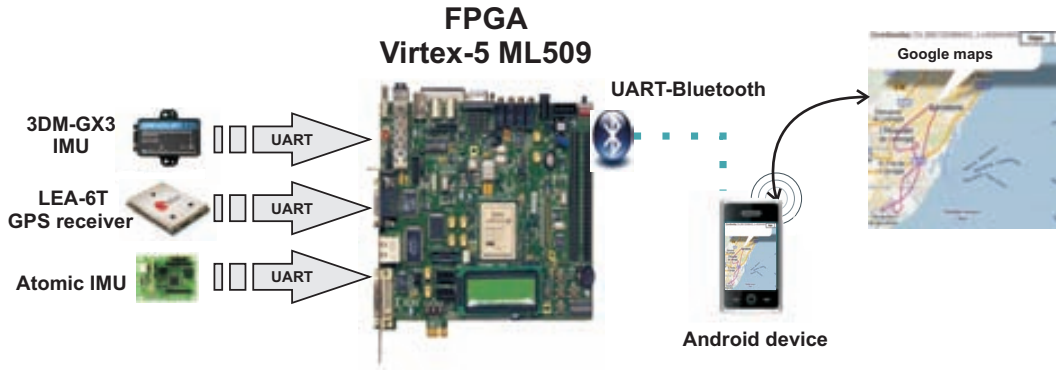 FPGA
Virtex-5 ML509
Google maps
UART-Bluetooth
3DM-GX3
IMU
UART
LEA-6T
GPS receiver
UART
Atomic IMU
UART
Android device